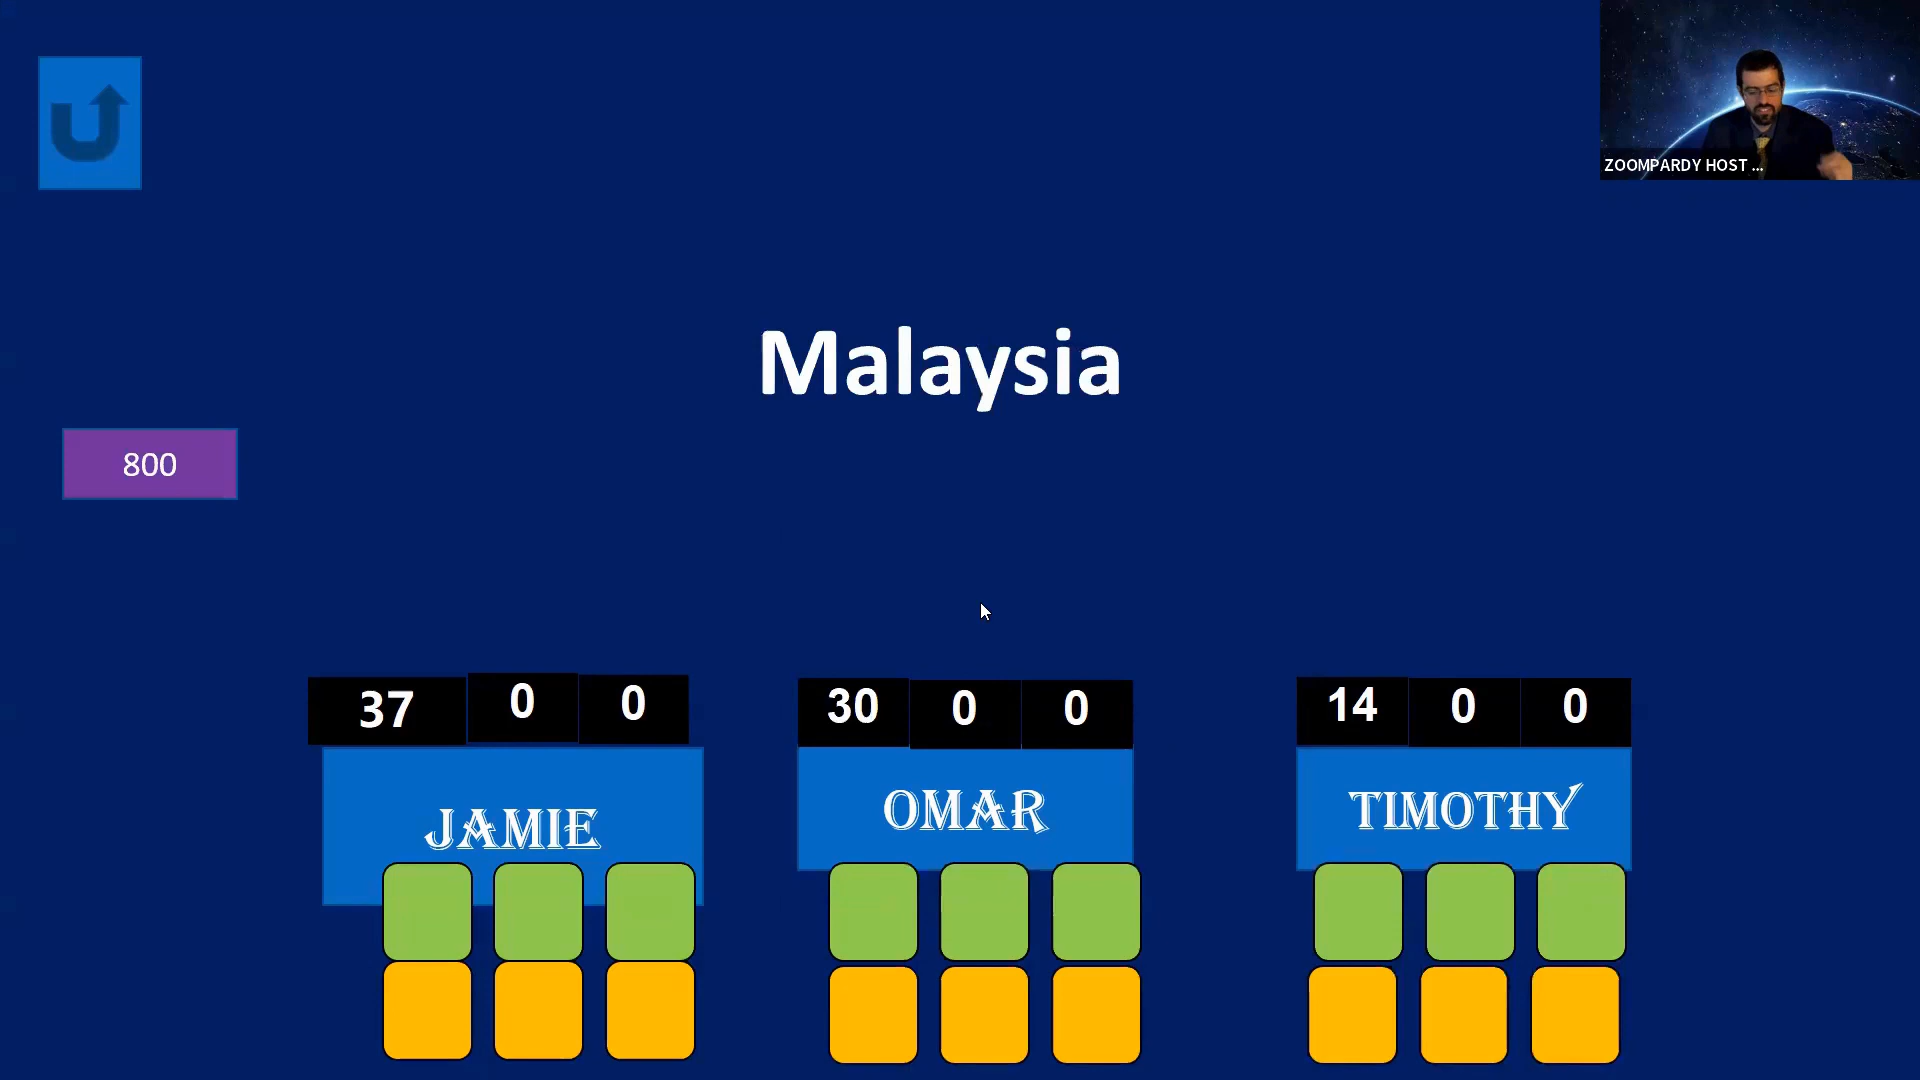 ZOOMPARDY HOST ...
Malaysia
800
37 0 0
30 0 0
14 0 0
JAMIE
OMAR
TIMOTHY